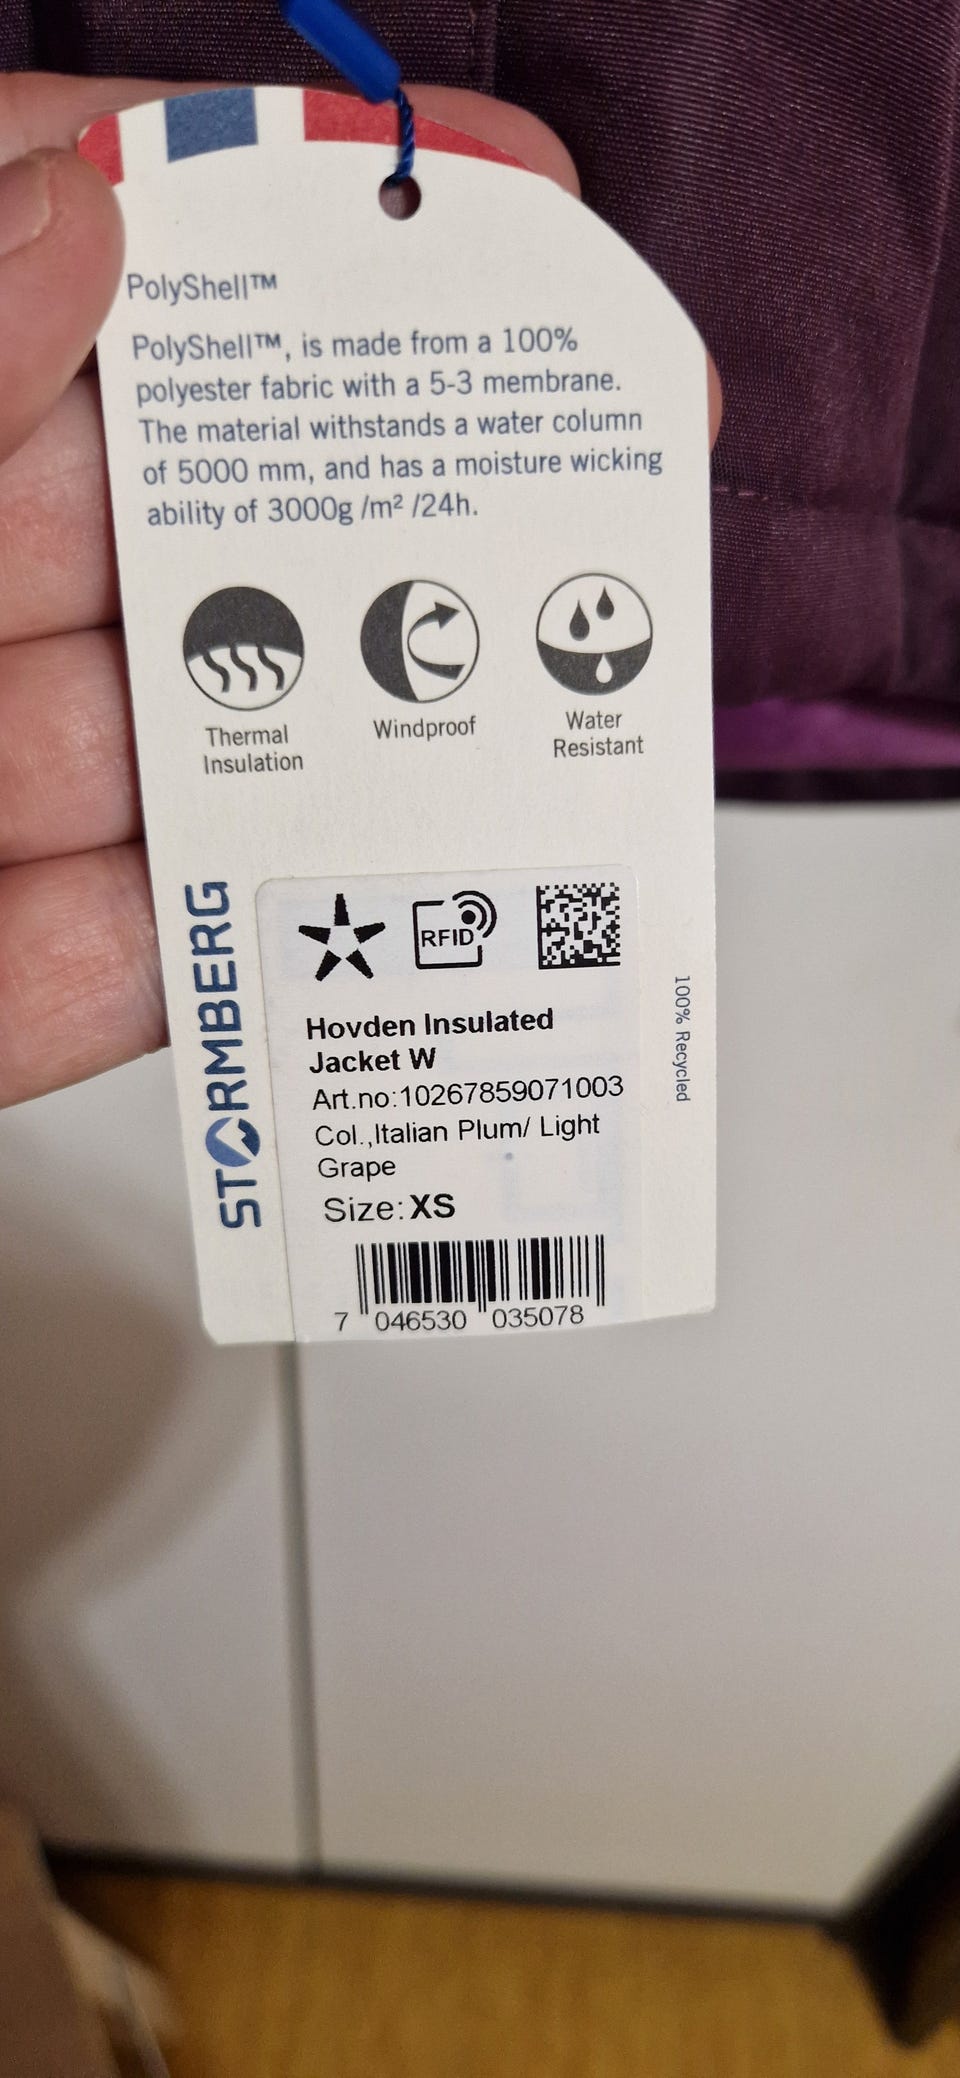 PolyShell™
PolyShell™, is made from a 100%
polyester fabric with a 5-3 membrane.
The material withstands a water column
of 5000 mm, and has a moisture wicking
ability of 3000g /m² /24h.
Thermal
Insulation
Windproof
Water
Resistant
STORMBERG
RFID
Hovden Insulated
Jacket W
Art.no:10267859071003
Col.,Italian Plum/ Light
Grape
Size:XS
7 046530 035078
100% Recycled